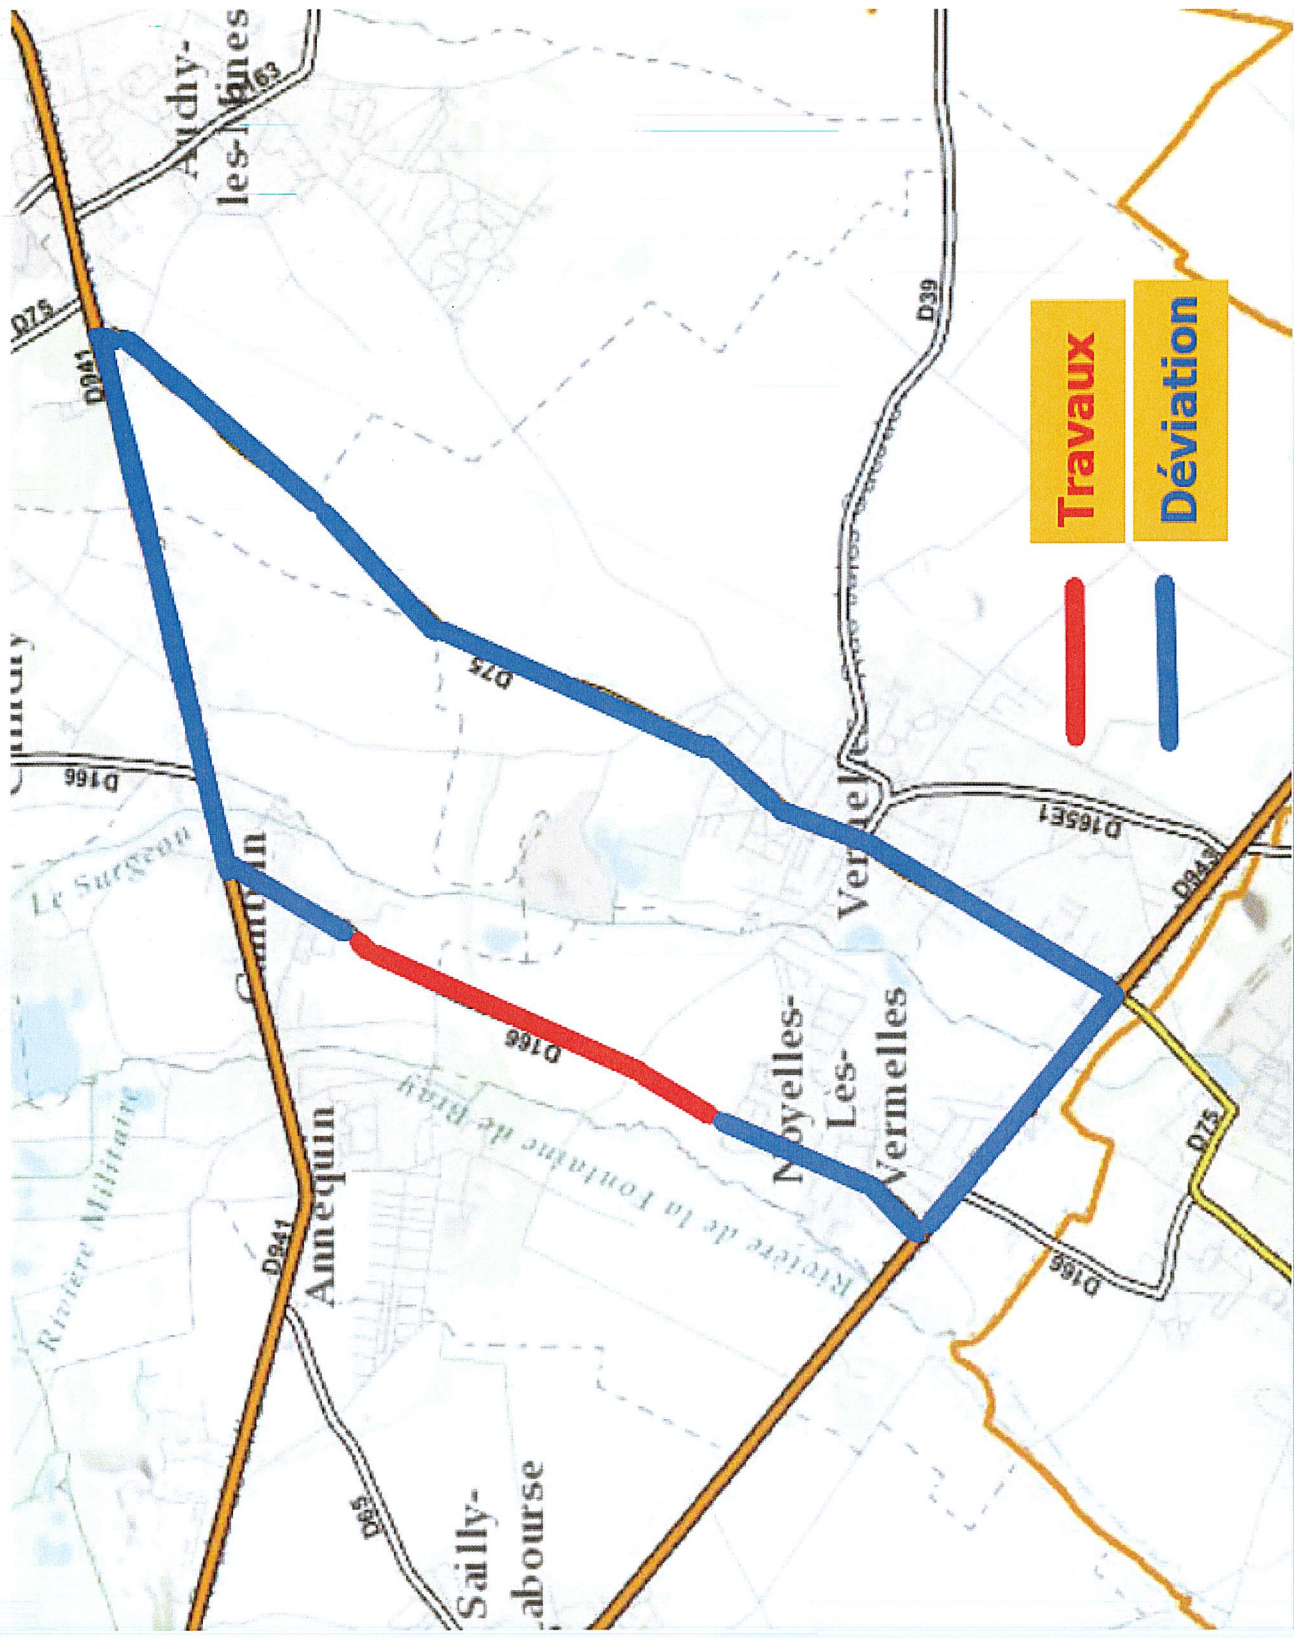 Auchy-
les-Mines
D163
D75
D941
D39
Travaux
Déviation
D75
D166
Le Surgeon
Cambrin
D165E1
Vermelles
D943
D166
Noyelles-
Lès-
Vermelles
Rivière Militaire
Annequin
D941
Rivière de la Fontaine de Bray
D75
D166
D65
Sailly-
Labourse